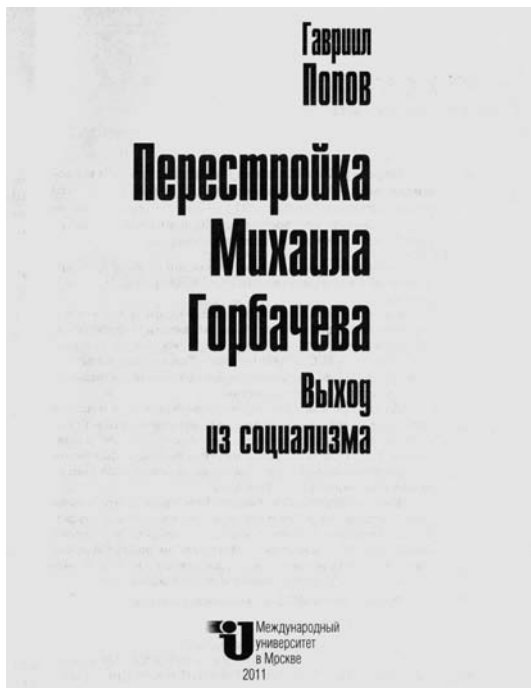 Гавриил
Попов
Перестройка
Михаила
Горбачева
Выход
из социализма
Международный
университет
в Москве
2011